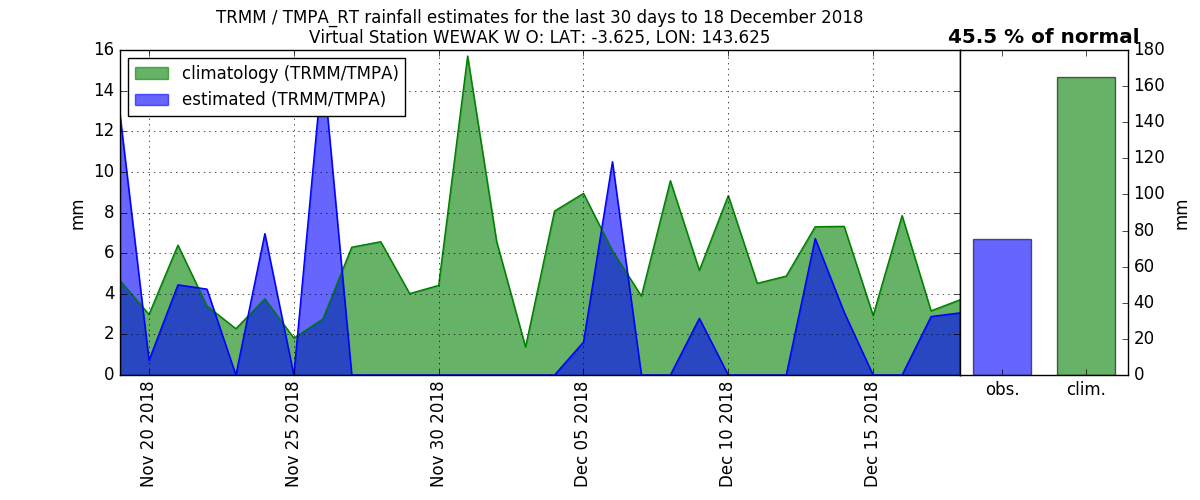 TRMM / TMPA_RT rainfall estimates for the last 30 days to 18 December 2018
Virtual Station WEWAK W O: LAT: -3.625, LON: 143.625
45.5 % of normal
climatology (TRMM/TMPA)
estimated (TRMM/TMPA)
mm
16
14
12
10
8
6
4
2
0
Nov 20 2018
Nov 25 2018
Nov 30 2018
Dec 05 2018
Dec 10 2018
Dec 15 2018
obs.
clim.
180
160
140
120
100
80
60
40
20
0
mm